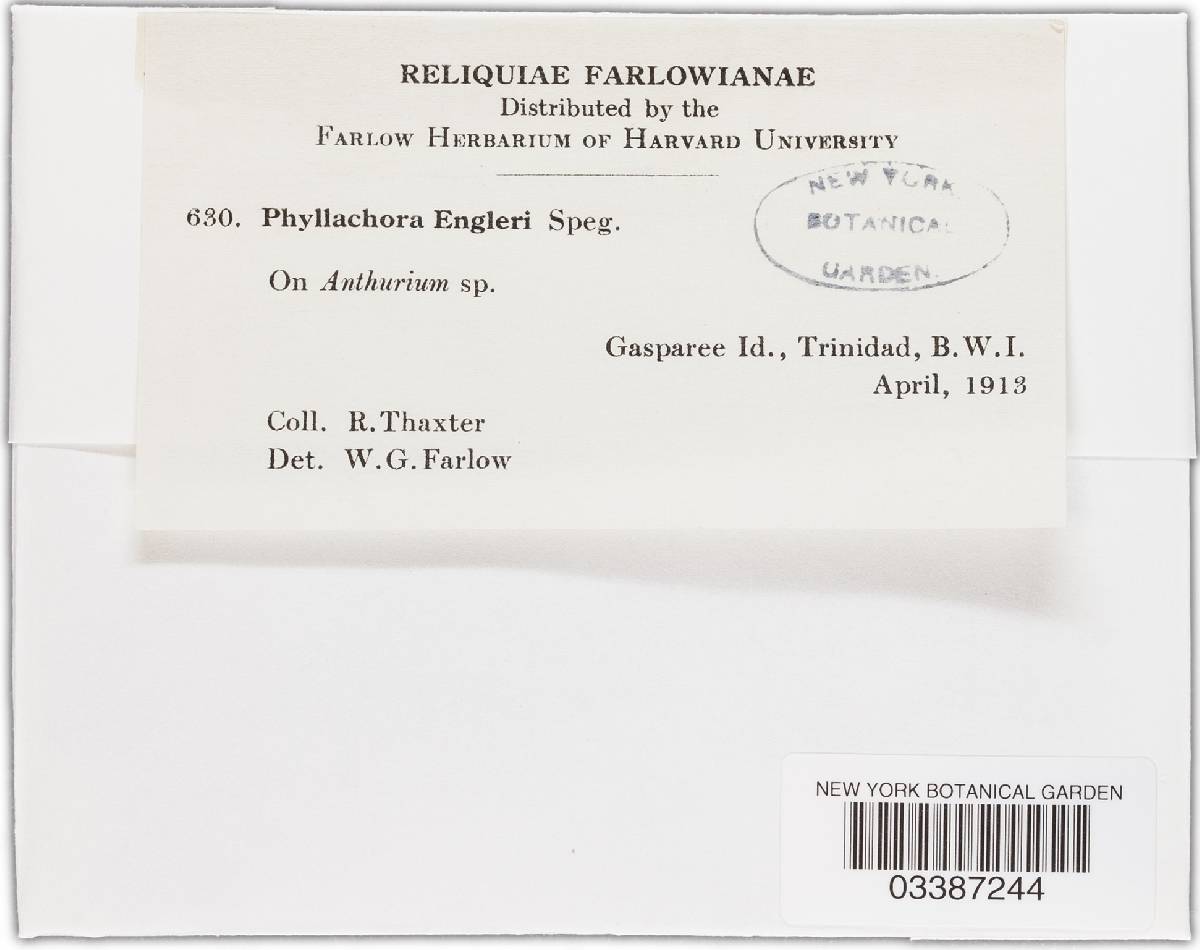 RELIQUIAE FARLOWIANAE
Distributed by the
FARLOW HERBARIUM OF HARVARD UNIVERSITY
NEW YORK
BOTANICAL
GARDEN.
630. Phyllachora Engleri Speg.
On Anthurium sp.
Gasparee Id., Trinidad, B.W.I.
April, 1913
Coll. R. Thaxter
Det. W.G. Farlow
NEW YORK BOTANICAL GARDEN
03387244